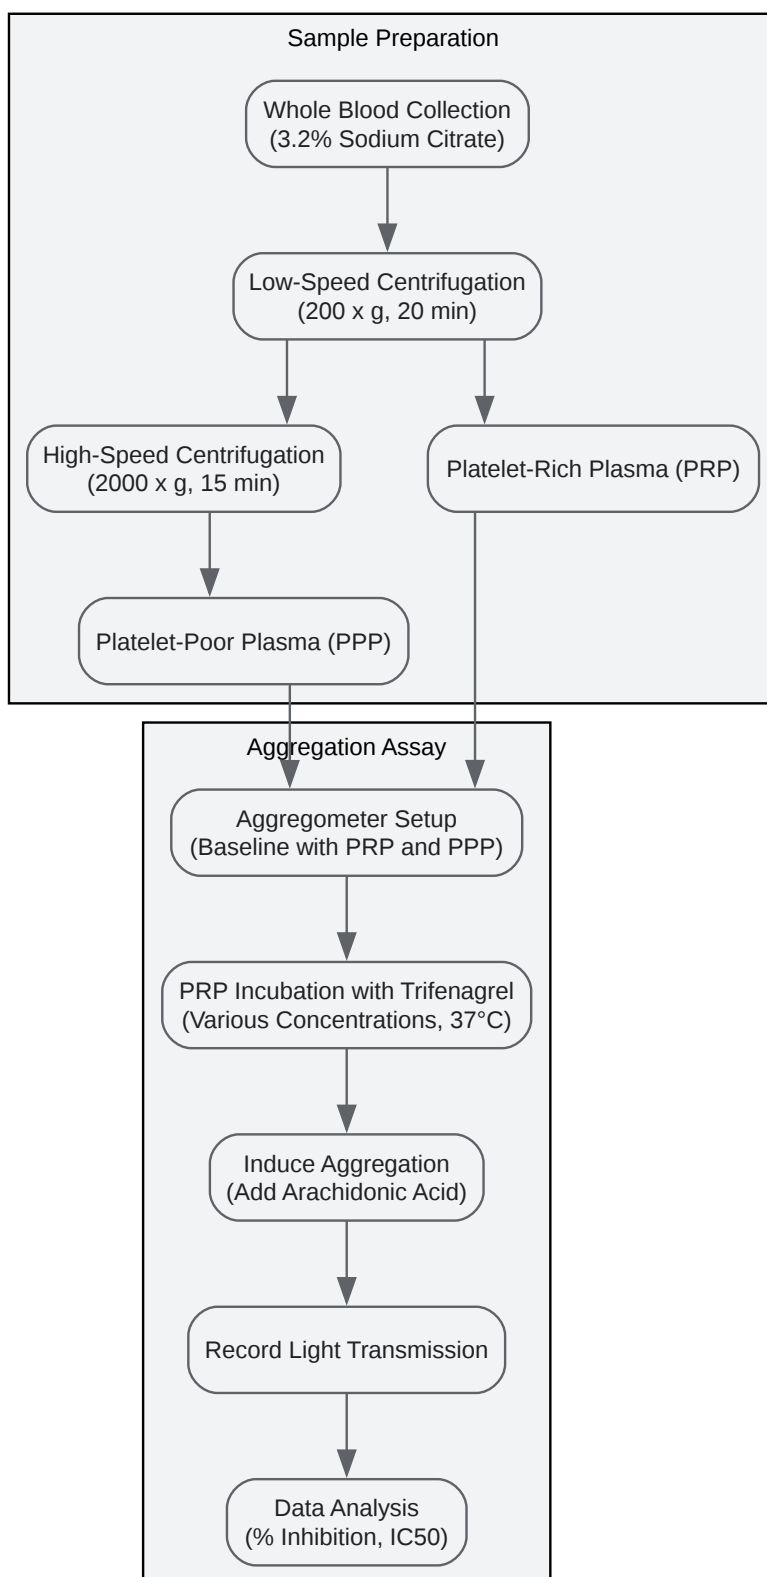 Sample Preparation
Whole Blood Collection
(3.2% Sodium Citrate)
Low-Speed Centrifugation
(200 x g, 20 min)
High-Speed Centrifugation
(2000 x g, 15 min)
Platelet-Rich Plasma (PRP)
Platelet-Poor Plasma (PPP)
Aggregation Assay
Aggregometer Setup
(Baseline with PRP and PPP)
PRP Incubation with Trifenagrel
(Various Concentrations, 37°C)
Induce Aggregation
(Add Arachidonic Acid)
Record Light Transmission
Data Analysis
(% Inhibition, IC50)